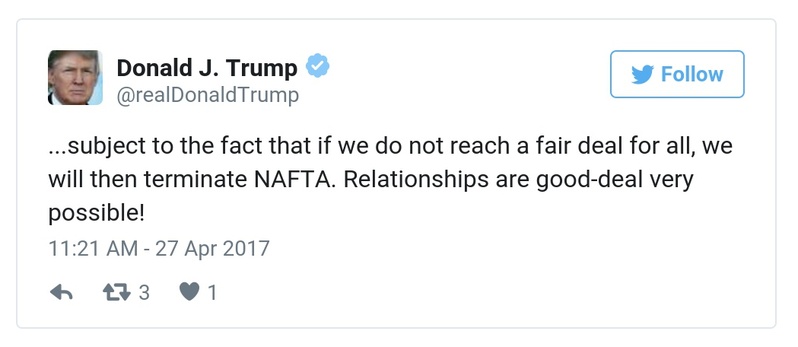 Donald J. Trump
@realDonaldTrump
Follow
...subject to the fact that if we do not reach a fair deal for all, we
will then terminate NAFTA. Relationships are good-deal very
possible!
11:21 AM - 27 Apr 2017
3 1